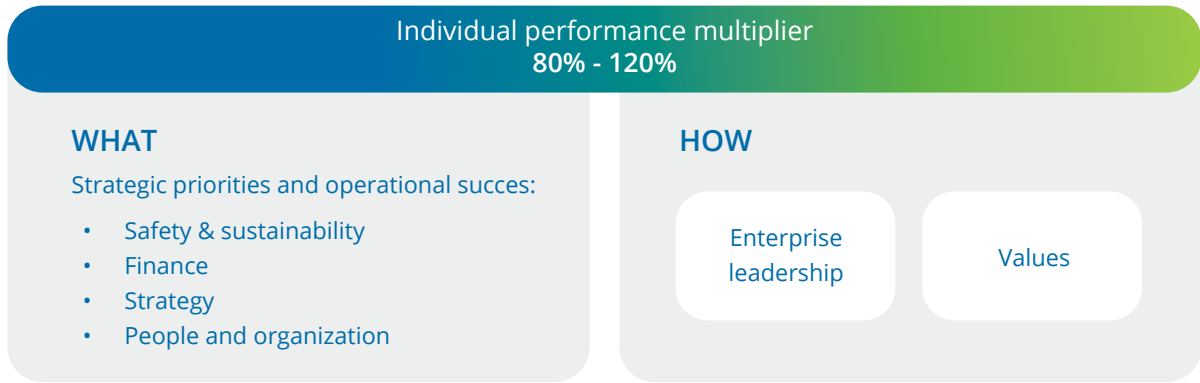 Individual performance multiplier
80% - 120%
WHAT
Strategic priorities and operational succes:
• Safety & sustainability
• Finance
• Strategy
• People and organization
HOW
Enterprise
leadership
Values